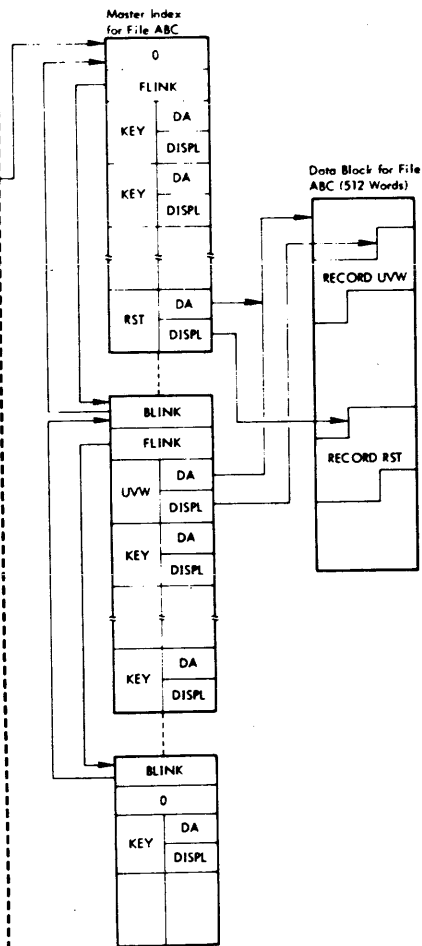 Master Index
for File ABC
0
FLINK
KEY
DA
DISPL
KEY
DA
DISPL
RST
DA
DISPL
Data Block for File
ABC (512 Words)
RECORD UVW
RECORD RST
BLINK
FLINK
UVW
DA
DISPL
KEY
DA
DISPL
KEY
DA
DISPL
BLINK
0
KEY
DA
DISPL